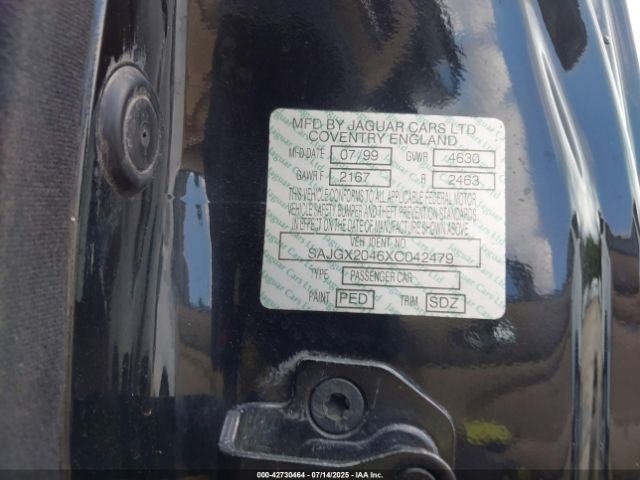 MFD BY JAGUAR CARS LTD
COVENTRY ENGLAND
MFD DATE 07/99 GVWR 4630
GAWR F 2167 R 2463
THIS VEHICLE CONFORMS TO ALL APPLICABLE FEDERAL MOTOR
VEHICLE SAFETY BUMPER AND THEFT PREVENTION STANDARDS
IN EFFECT ON THE DATE OF MANUFACTURE SHOWN ABOVE
VEH IDENT NO
SAJGX2046XC042479
TYPE PASSENGER CAR
PAINT PED TRIM SDZ
000-42730464 07/14/2025 IAA Inc.